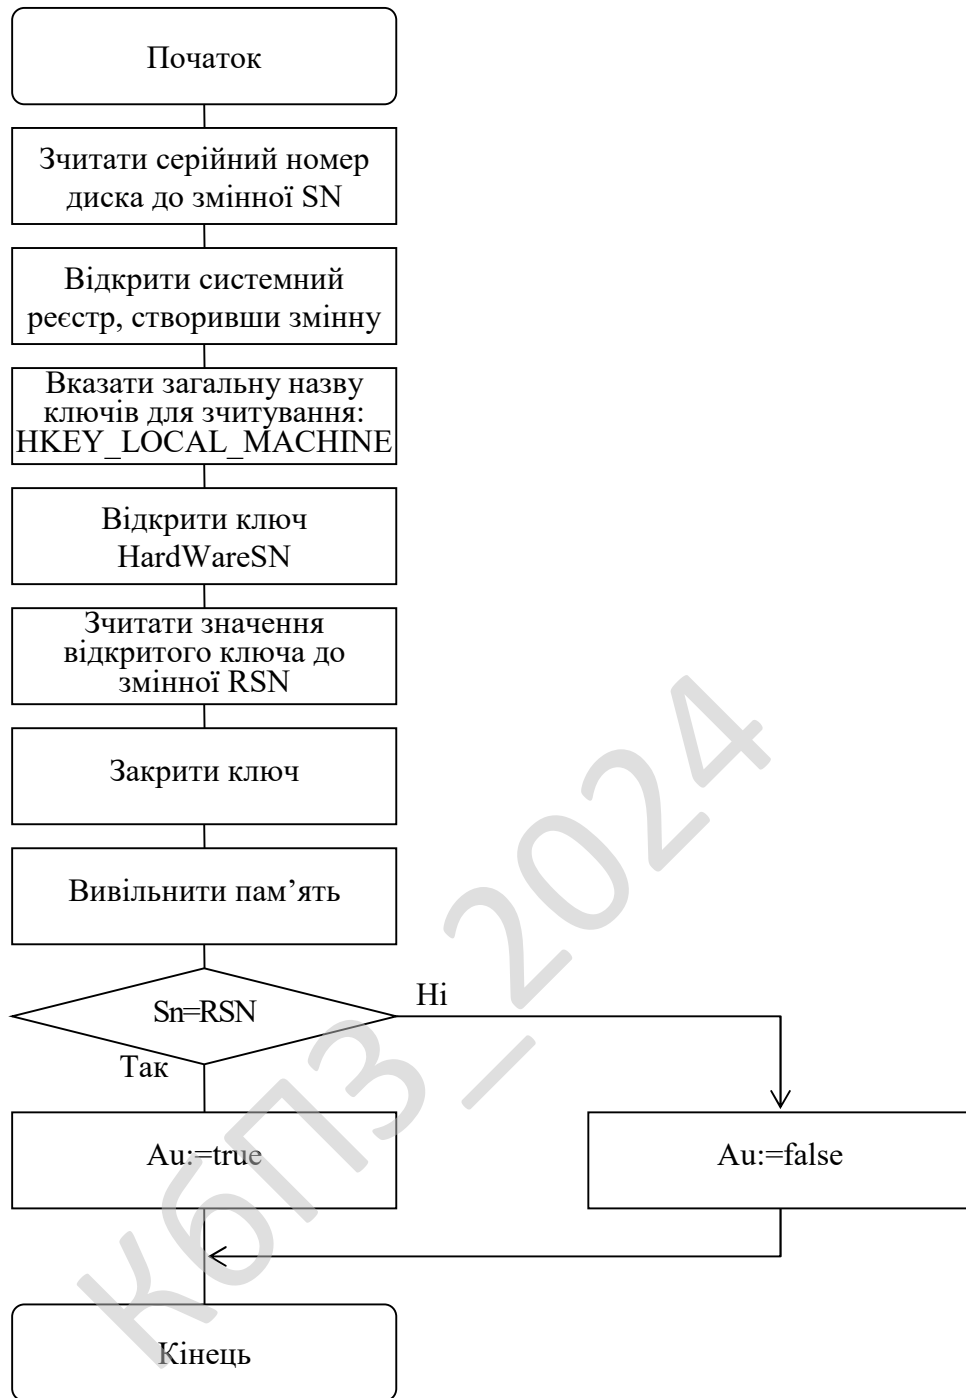 Початок
Зчитати серійний номер
диска до змінної SN
Відкрити системний
реєстр, створивши змінну
Вказати загальну назву
ключів для зчитування:
HKEY_LOCAL_MACHINE
Відкрити ключ
HardWareSN
Зчитати значення
відкритого ключа до
змінної RSN
Закрити ключ
Вивільнити пам’ять
Sn=RSN
Ні
Так
Au:=true
Au:=false
Кінець
КбПЗ_2024